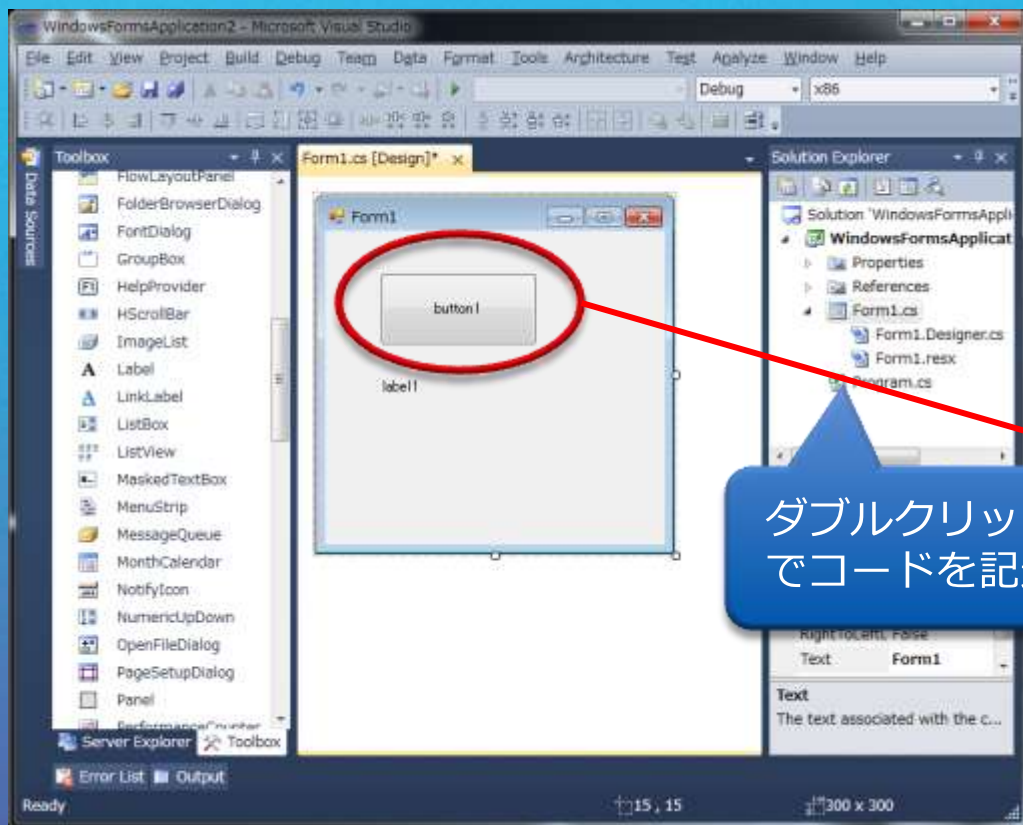 WindowsFormsApplication2 - Microsoft Visual Studio
File Edit View Project Build Debug Team Data Format Tools Architecture Test Analyze Window Help
Debug x86
Data Sources
Toolbox
FlowLayoutPanel
FolderBrowserDialog
FontDialog
GroupBox
HelpProvider
HScrollBar
ImageList
Label
LinkLabel
ListBox
ListView
MaskedTextBox
MenuStrip
MessageQueue
MonthCalendar
NotifyIcon
NumericUpDown
OpenFileDialog
PageSetupDialog
Panel
PerformanceCounter
Server Explorer Toolbox
Form1.cs [Design]*
Form1
button1
label1
Solution Explorer
Solution 'WindowsFormsAppli
WindowsFormsApplicat
Properties
References
Form1.cs
Form1.Designer.cs
Form1.resx
Program.cs
ダブルクリッ
でコードを記
RightToLeftL False
Text Form1
Text
The text associated with the c...
Error List Output
Ready 15 , 15 300 x 300